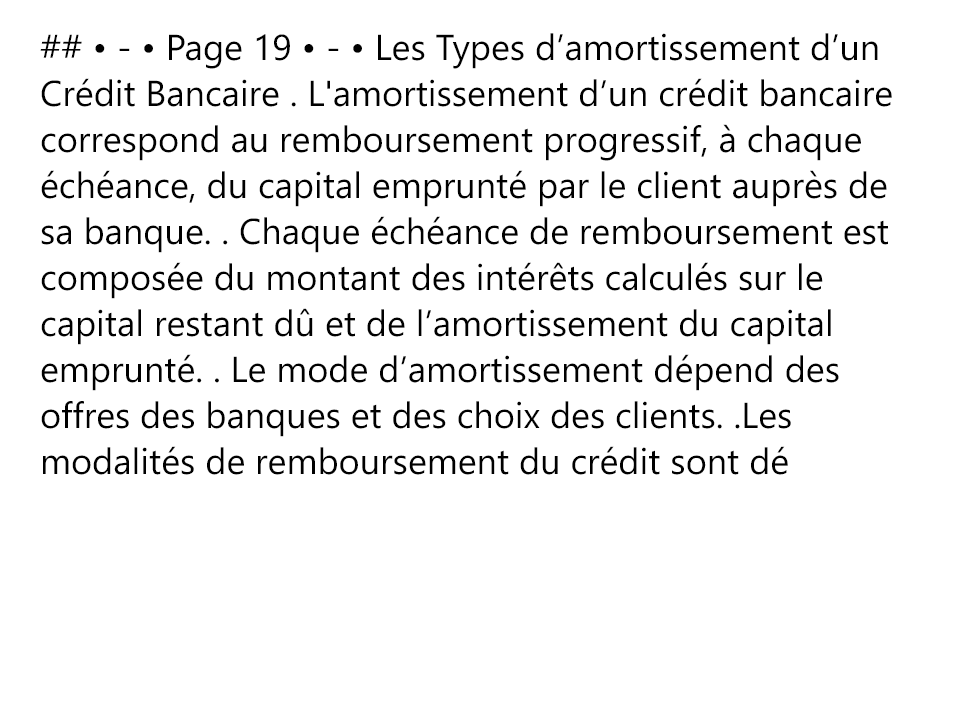 ## • - • Page 19 • - • Les Types d’amortissement d’un
Crédit Bancaire . L'amortissement d’un crédit bancaire
correspond au remboursement progressif, à chaque
échéance, du capital emprunté par le client auprès de
sa banque. . Chaque échéance de remboursement est
composée du montant des intérêts calculés sur le
capital restant dû et de l’amortissement du capital
emprunté. . Le mode d’amortissement dépend des
offres des banques et des choix des clients. .Les
modalités de remboursement du crédit sont dé